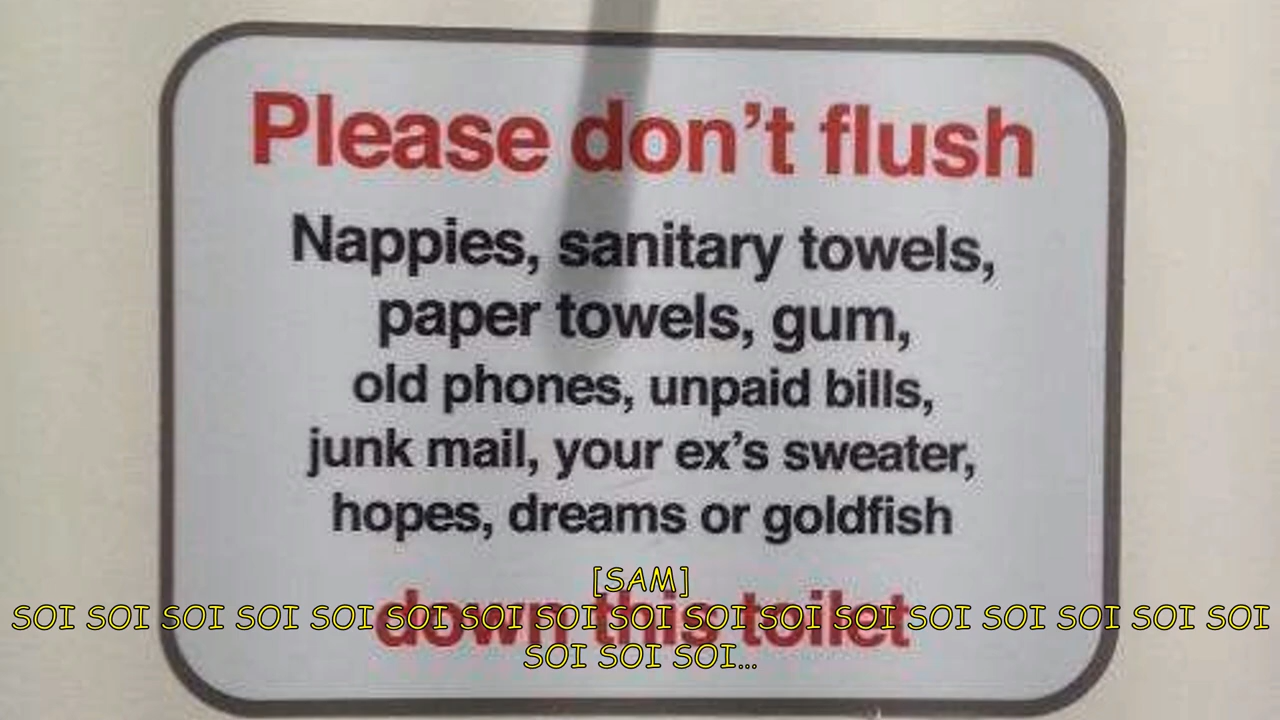 Please don't flush
Nappies, sanitary towels,
paper towels, gum,
old phones, unpaid bills,
junk mail, your ex's sweater,
hopes, dreams or goldfish
down this toilet
[SAM]
SOI SOI SOI SOI SOI SOI SOI SOI SOI SOI SOI SOI SOI SOI SOI SOI SOI
SOI SOI SOI...